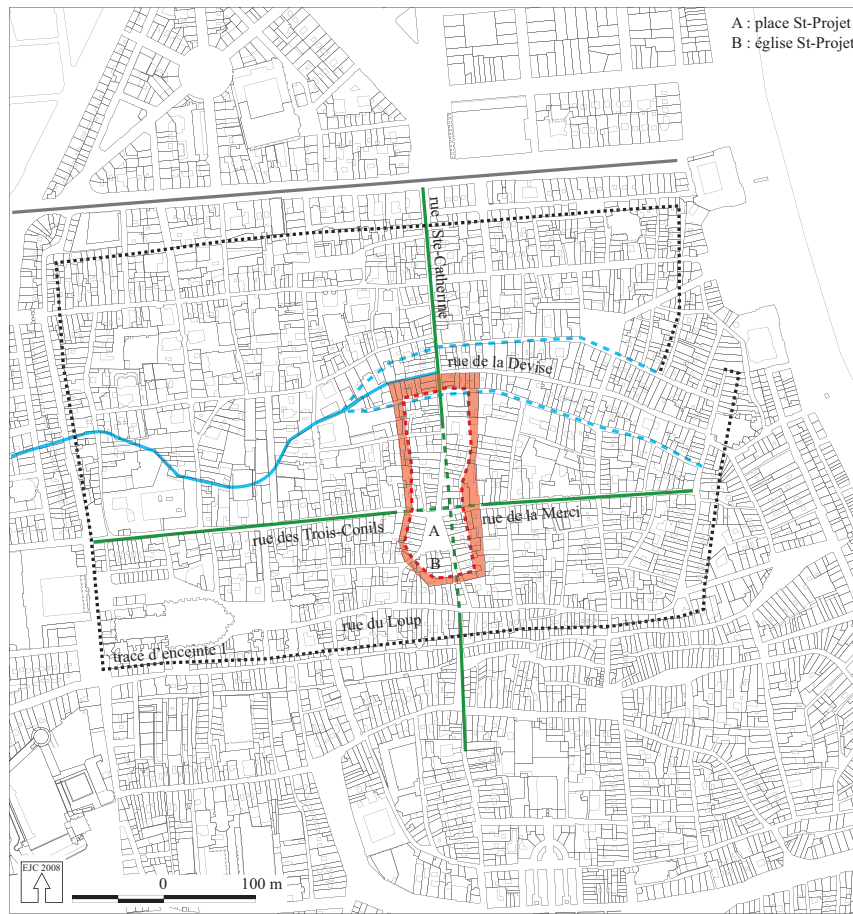 A : place St-Projet
B : église St-Projet
rue Ste-Catherine
rue de la Devise
rue des Trois-Conils
A
rue de la Merci
B
rue du Loup
tracé d'enceinte 1
EJC 2008
0
100 m